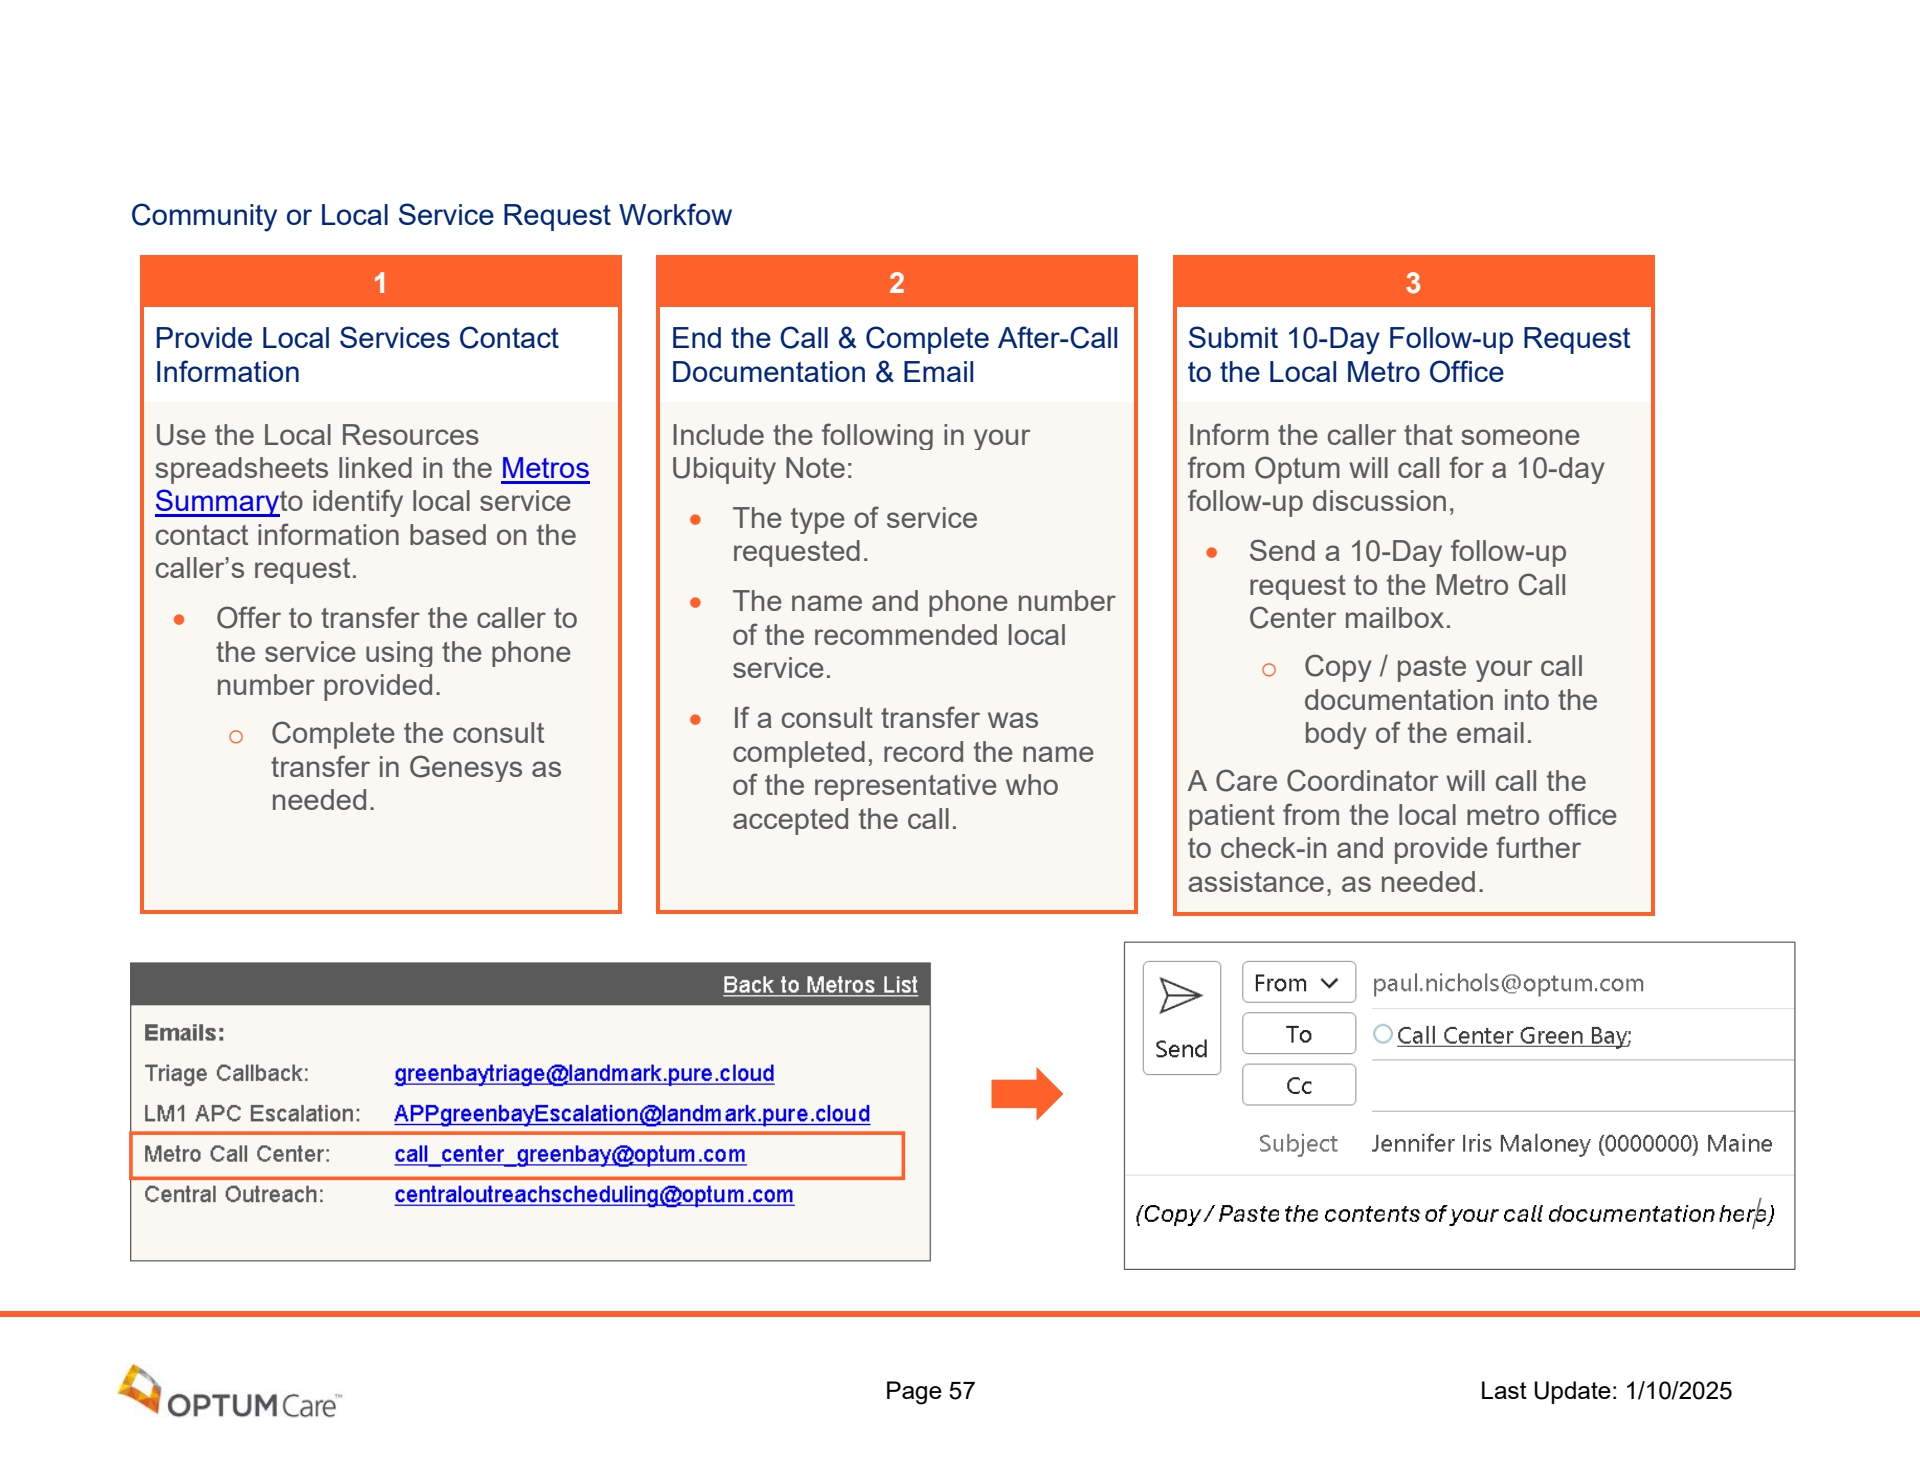 Community or Local Service Request Workfow
1
Provide Local Services Contact
Information
Use the Local Resources
spreadsheets linked in the Metros
Summaryto identify local service
contact information based on the
caller’s request.
• Offer to transfer the caller to
the service using the phone
number provided.
o Complete the consult
transfer in Genesys as
needed.
2
End the Call & Complete After-Call
Documentation & Email
Include the following in your
Ubiquity Note:
• The type of service
requested.
• The name and phone number
of the recommended local
service.
• If a consult transfer was
completed, record the name
of the representative who
accepted the call.
3
Submit 10-Day Follow-up Request
to the Local Metro Office
Inform the caller that someone
from Optum will call for a 10-day
follow-up discussion,
• Send a 10-Day follow-up
request to the Metro Call
Center mailbox.
o Copy / paste your call
documentation into the
body of the email.
A Care Coordinator will call the
patient from the local metro office
to check-in and provide further
assistance, as needed.
Back to Metros List
Emails:
Triage Callback: greenbaytriage@landmark.pure.cloud
LM1 APC Escalation: APPgreenbayEscalation@landmark.pure.cloud
Metro Call Center: call_center_greenbay@optum.com
Central Outreach: centraloutreachscheduling@optum.com
Send
From paul.nichols@optum.com
To Call Center Green Bay;
Cc
Subject Jennifer Iris Maloney (0000000) Maine
(Copy / Paste the contents of your call documentation here)
OPTUM Care™
Page 57
Last Update: 1/10/2025